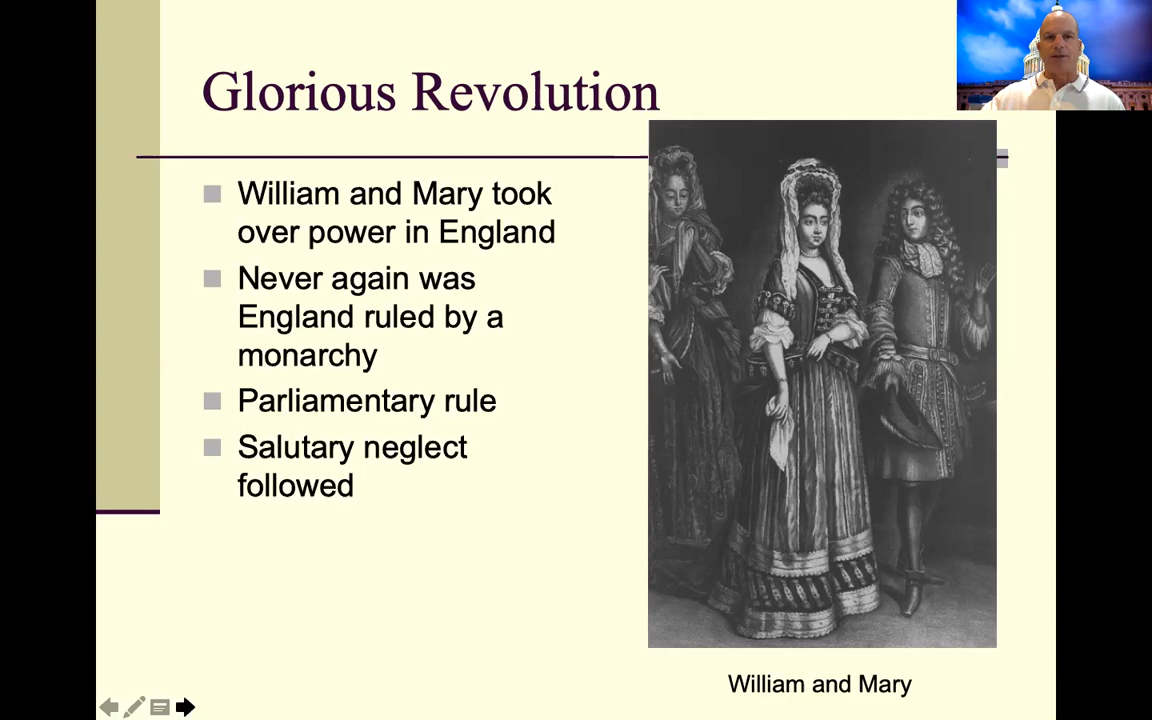 Glorious Revolution
William and Mary took
over power in England
Never again was
England ruled by a
monarchy
Parliamentary rule
Salutary neglect
followed
William and Mary